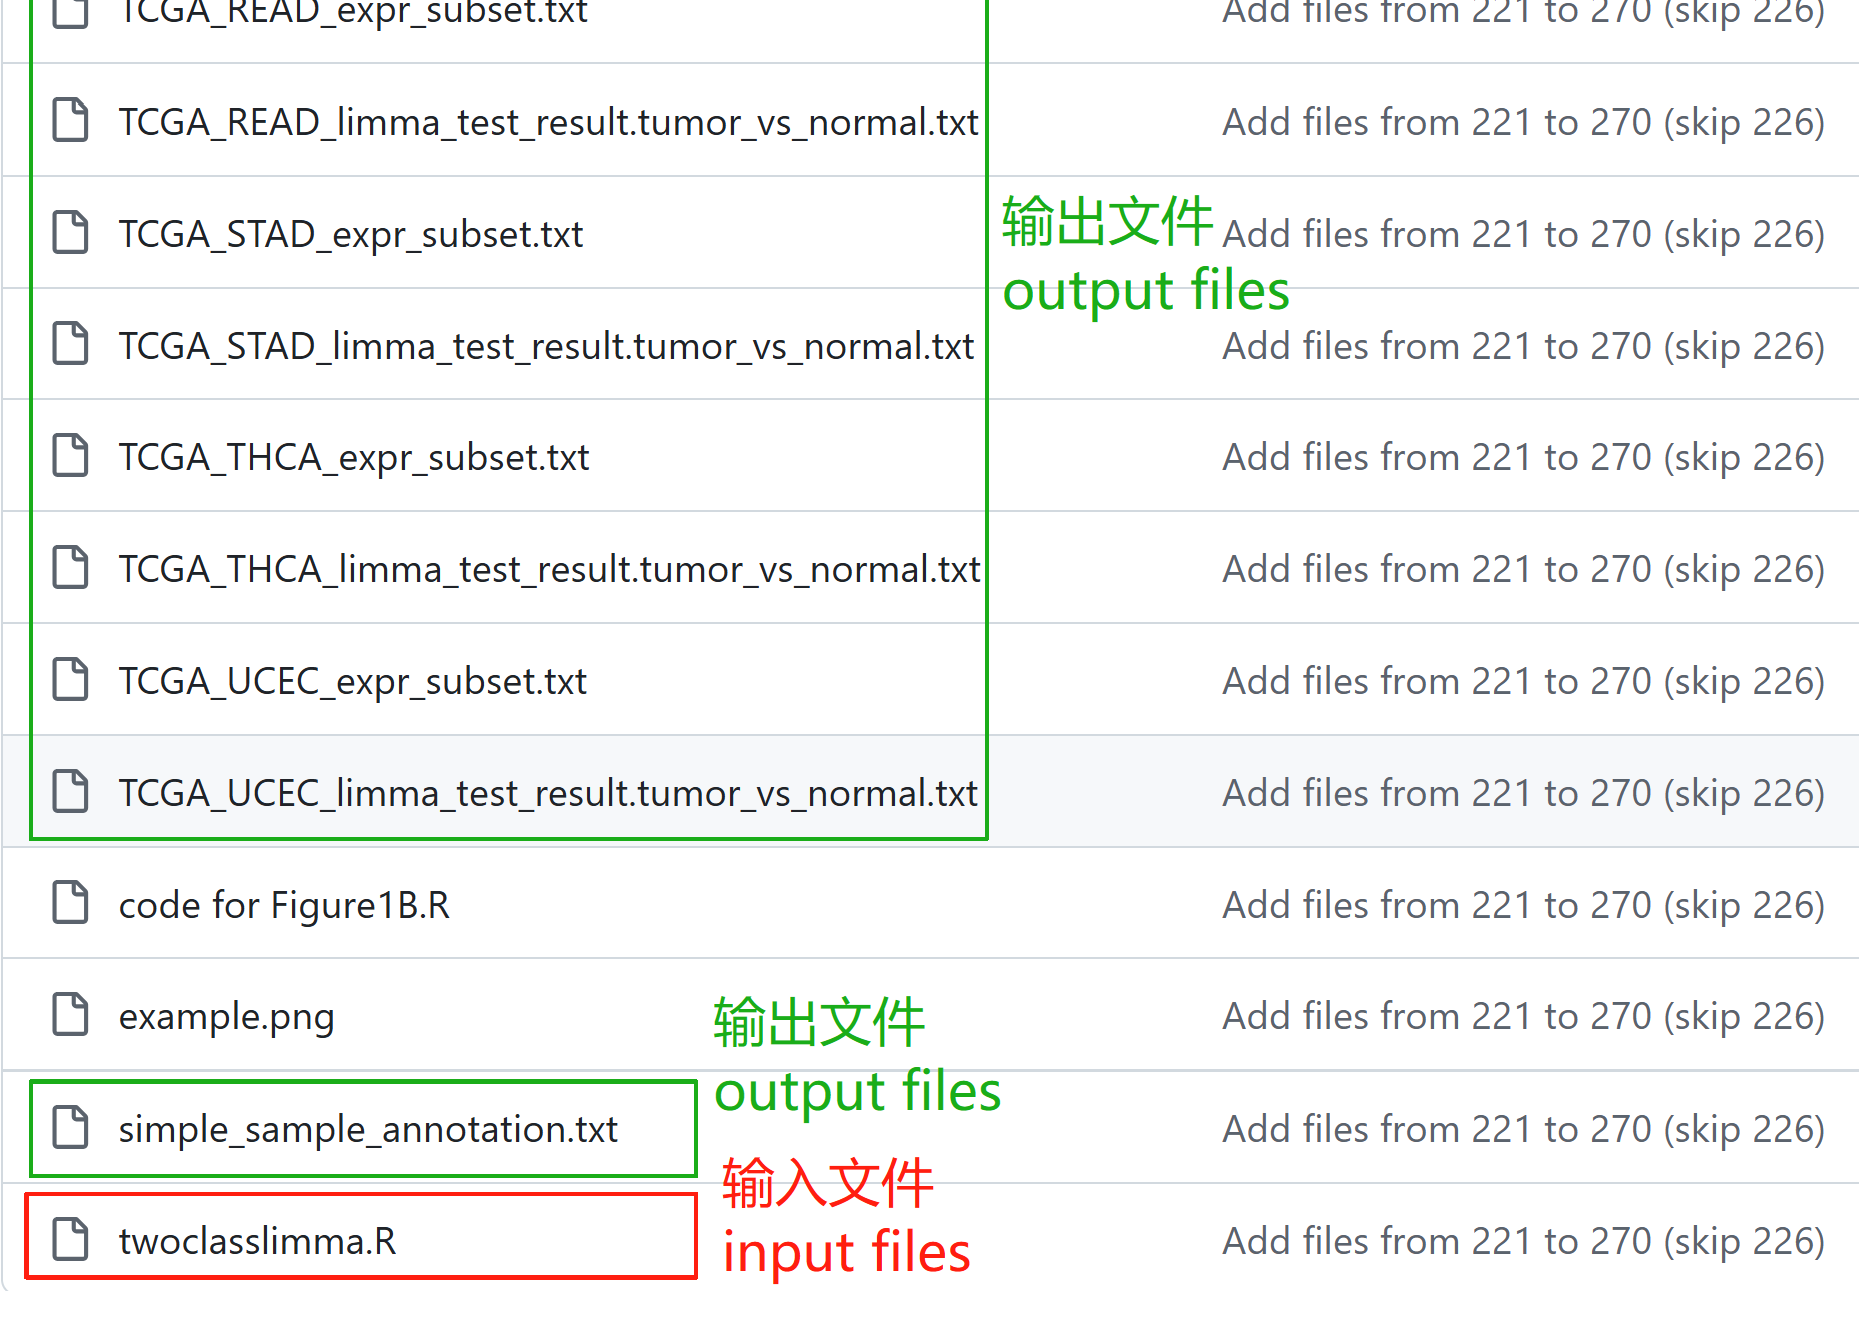 TCGA_READ_expr_subset.txt Add files from 221 to 270 (skip 226)
TCGA_READ_limma_test_result.tumor_vs_normal.txt Add files from 221 to 270 (skip 226)
输出文件
TCGA_STAD_expr_subset.txt Add files from 221 to 270 (skip 226)
output files
TCGA_STAD_limma_test_result.tumor_vs_normal.txt Add files from 221 to 270 (skip 226)
TCGA_THCA_expr_subset.txt Add files from 221 to 270 (skip 226)
TCGA_THCA_limma_test_result.tumor_vs_normal.txt Add files from 221 to 270 (skip 226)
TCGA_UCEC_expr_subset.txt Add files from 221 to 270 (skip 226)
TCGA_UCEC_limma_test_result.tumor_vs_normal.txt Add files from 221 to 270 (skip 226)
code for Figure1B.R Add files from 221 to 270 (skip 226)
example.png Add files from 221 to 270 (skip 226)
输出文件
output files
simple_sample_annotation.txt Add files from 221 to 270 (skip 226)
输入文件
twoclasslimma.R Add files from 221 to 270 (skip 226)
input files